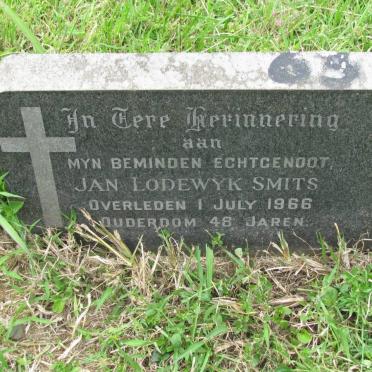 In Tere Herinnering
aan
MYN BEMINDEN ECHTGENOOT,
JAN LODEWYK SMITS
OVERLEDEN 1 JULY 1966
OUDERDOM 48 JAREN.